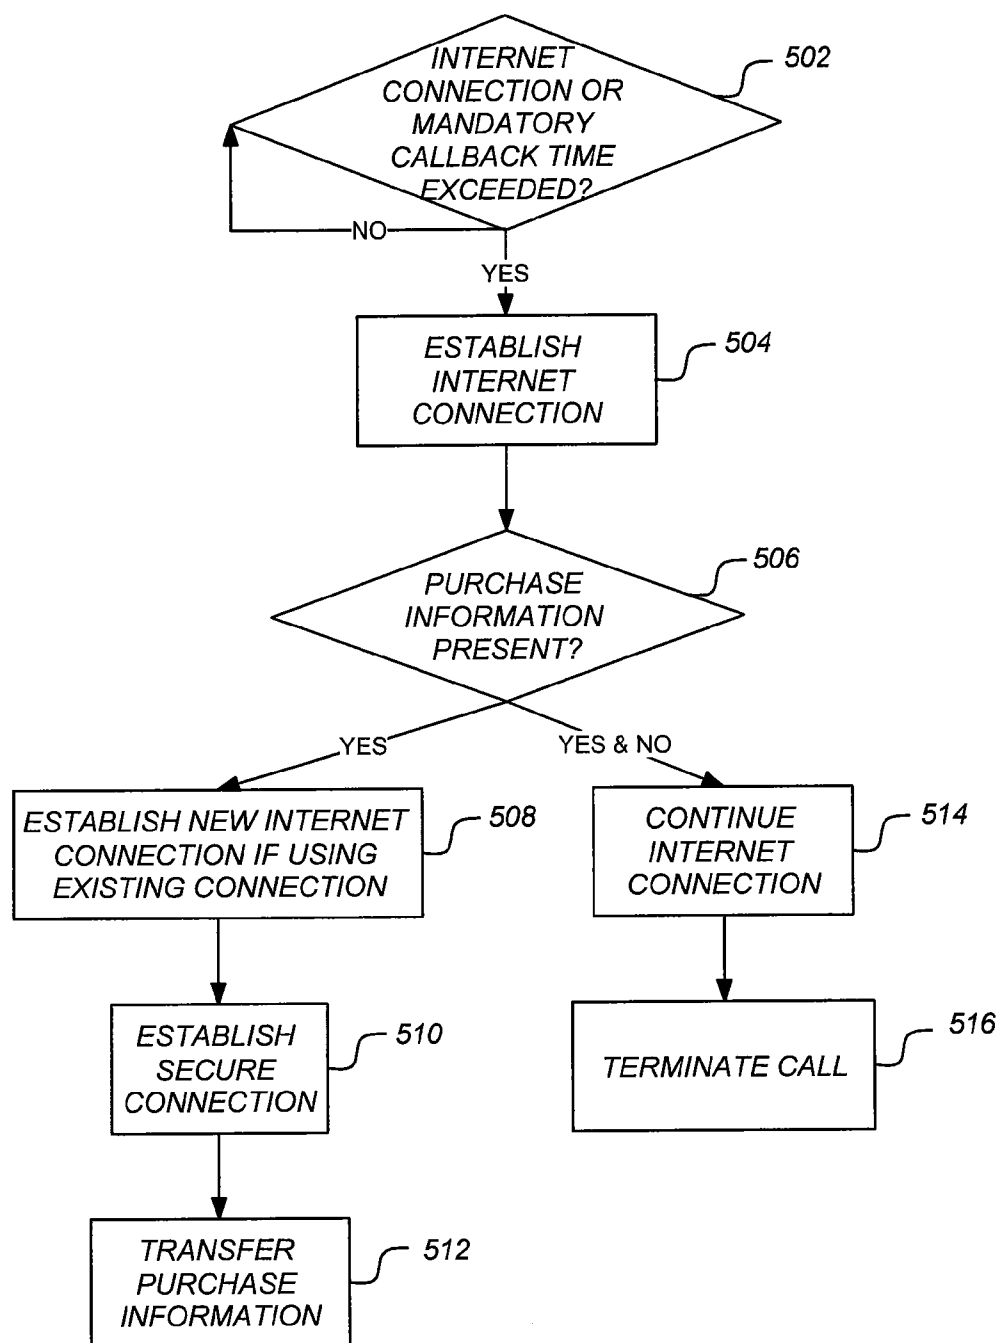 INTERNET
CONNECTION OR
MANDATORY
CALLBACK TIME
EXCEEDED?
502
NO
YES
ESTABLISH
INTERNET
CONNECTION
504
PURCHASE
INFORMATION
PRESENT?
506
YES
YES & NO
ESTABLISH NEW INTERNET
CONNECTION IF USING
EXISTING CONNECTION
508
CONTINUE
INTERNET
CONNECTION
514
ESTABLISH
SECURE
CONNECTION
510
TERMINATE CALL
516
TRANSFER
PURCHASE
INFORMATION
512